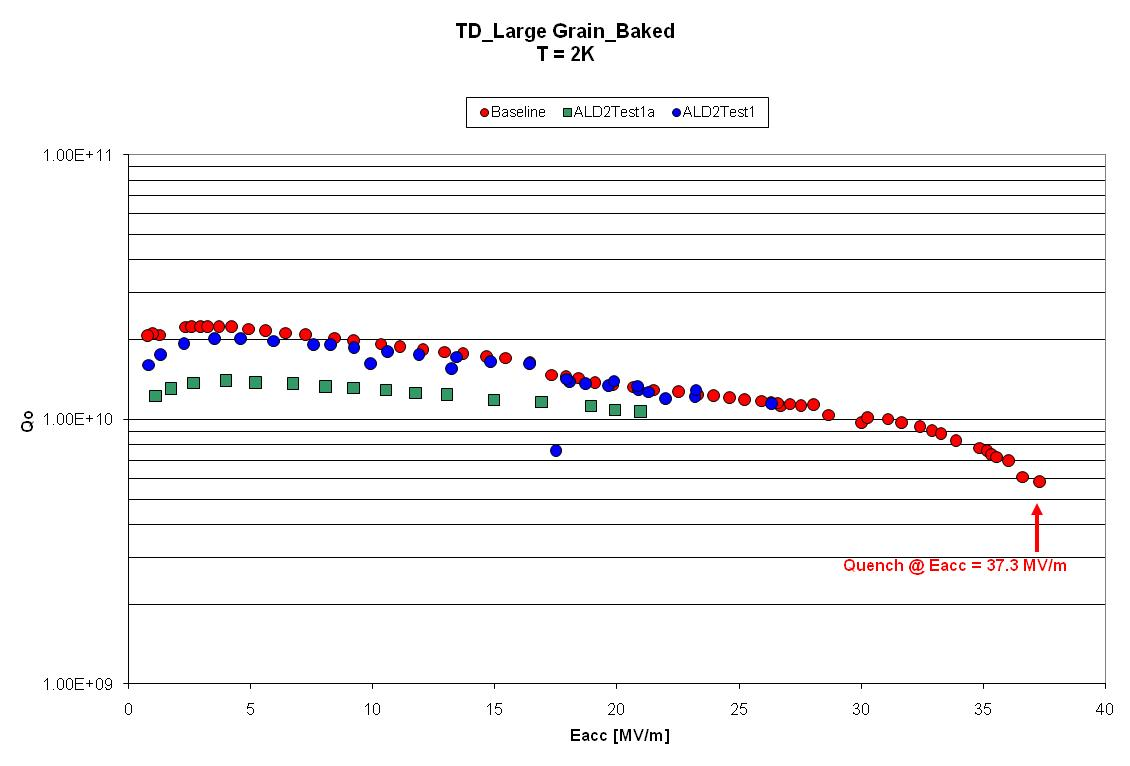 TD_Large Grain_Baked
T = 2K
Baseline ALD2Test1a ALD2Test1
1.00E+11
1.00E+10
1.00E+09
Qo
Quench @ Eacc = 37.3 MV/m
0 5 10 15 20 25 30 35 40
Eacc [MV/m]